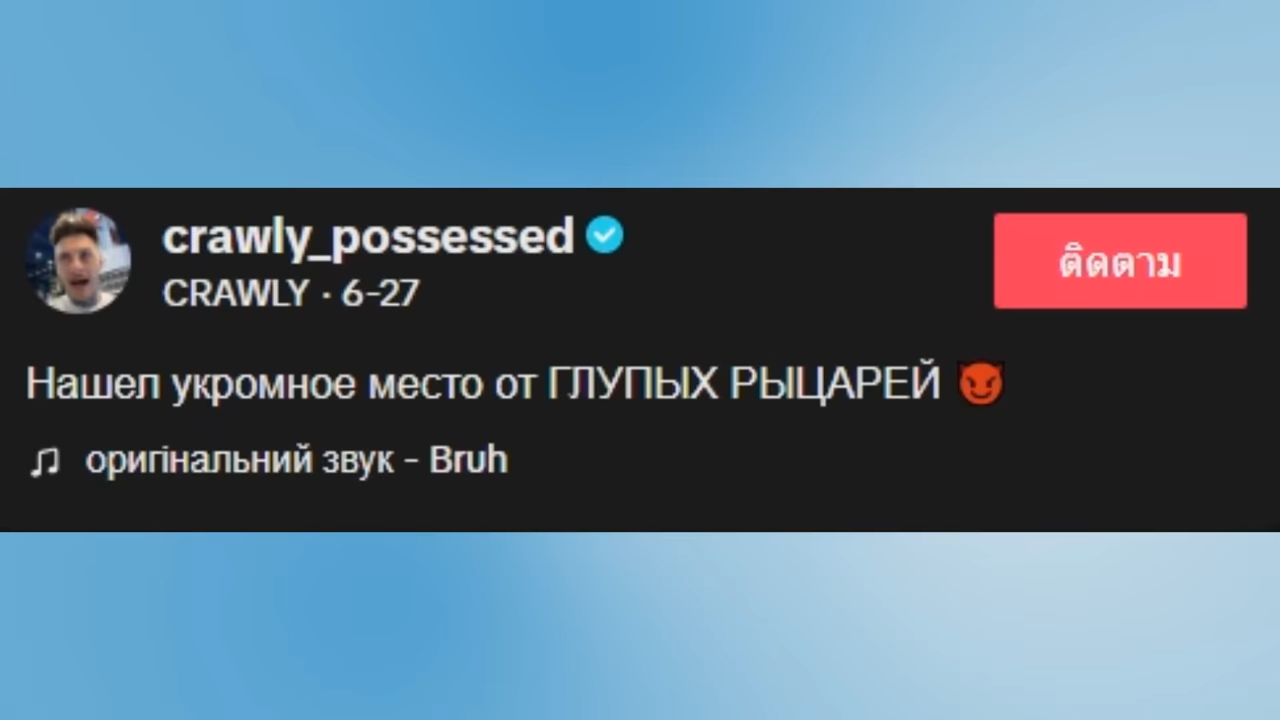 crawly_possessed
CRAWLY · 6-27
ติดตาม
Нашел укромное место от ГЛУПЫХ РЫЦАРЕЙ 😈
оригінальний звук - Bruh